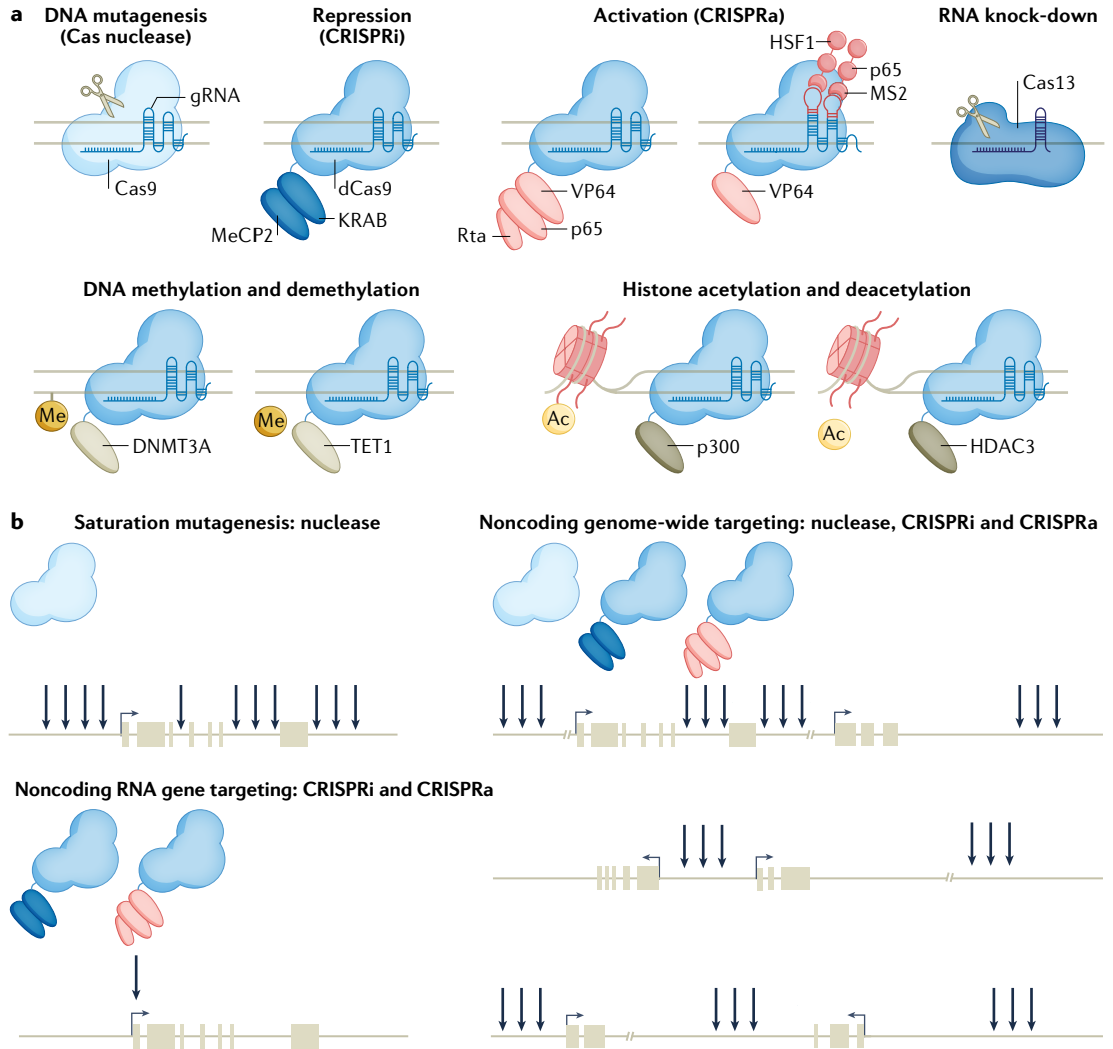 a
DNA mutagenesis
(Cas nuclease)
Repression
(CRISPRi)
Activation (CRISPRa)
RNA knock-down
gRNA
Cas9
dCas9
KRAB
MeCP2
VP64
p65
Rta
HSF1
p65
MS2
VP64
Cas13
DNA methylation and demethylation
Histone acetylation and deacetylation
Me
DNMT3A
Me
TET1
Ac
p300
Ac
HDAC3
b
Saturation mutagenesis: nuclease
Noncoding genome-wide targeting: nuclease, CRISPRi and CRISPRa
Noncoding RNA gene targeting: CRISPRi and CRISPRa